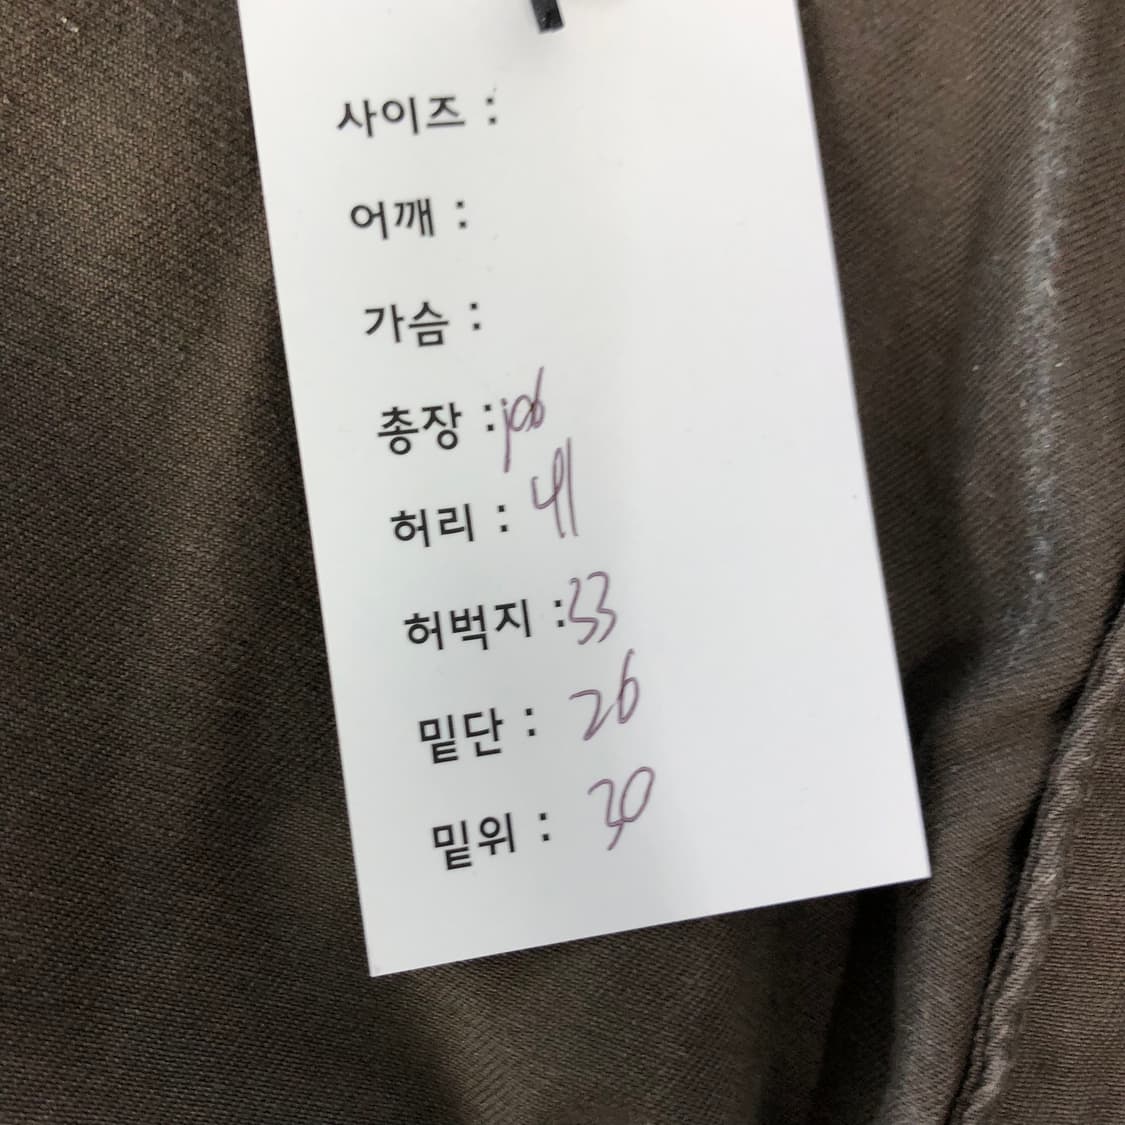 사이즈 :
어깨 :
가슴 :
총장 : 106
허리 : 41
허벅지 : 33
밑단 : 26
밑위 : 30